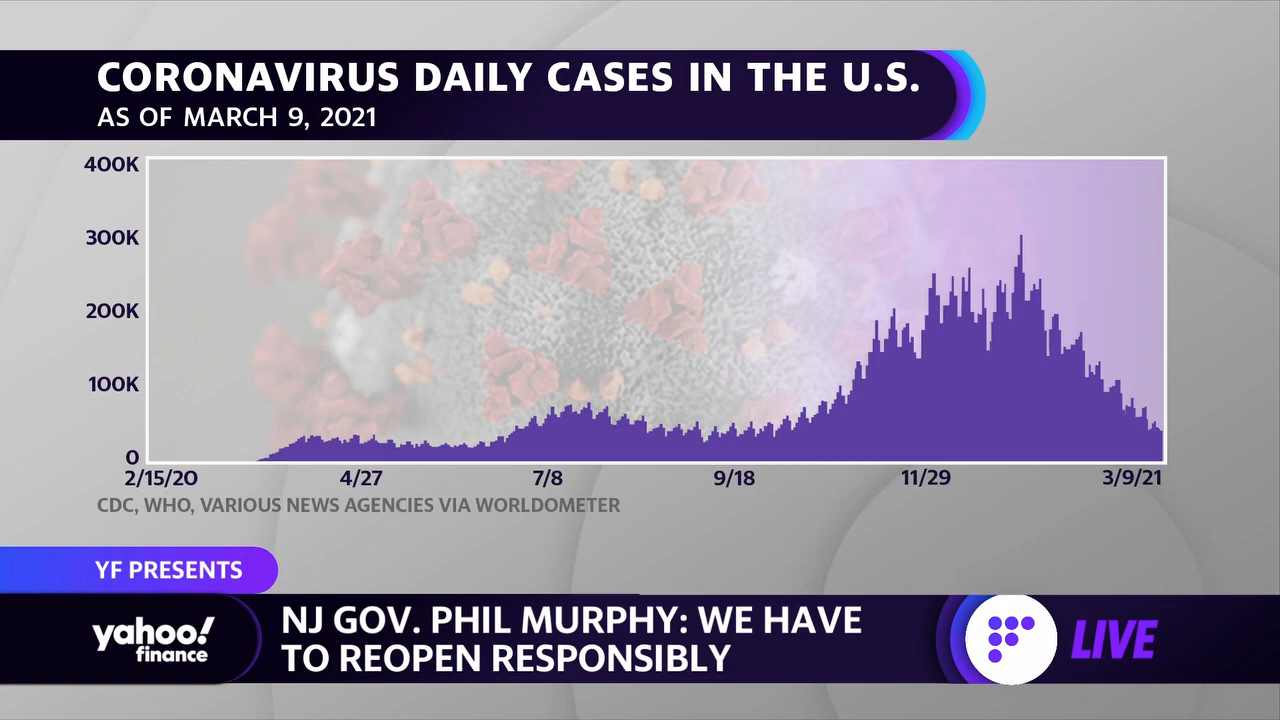 CORONAVIRUS DAILY CASES IN THE U.S.
AS OF MARCH 9, 2021
400K
300K
200K
100K
0
2/15/20 4/27 7/8 9/18 11/29 3/9/21
CDC, WHO, VARIOUS NEWS AGENCIES VIA WORLDOMETER
YF PRESENTS
yahoo!
finance
NJ GOV. PHIL MURPHY: WE HAVE
TO REOPEN RESPONSIBLY
LIVE